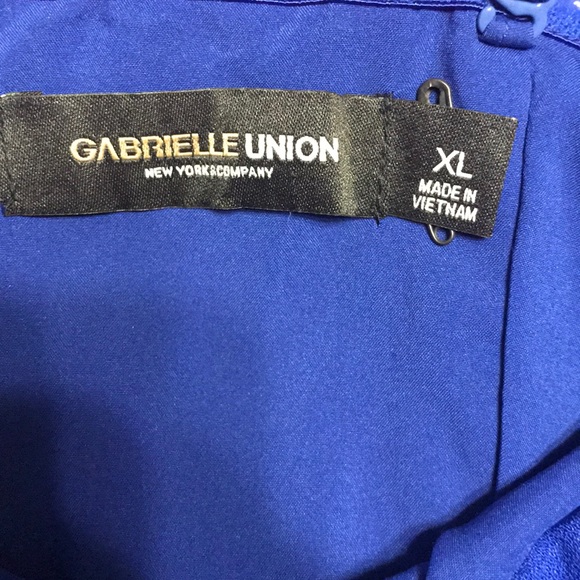 GABRIELLE UNION
NEW YORK&COMPANY
XL
MADE IN
VIETNAM